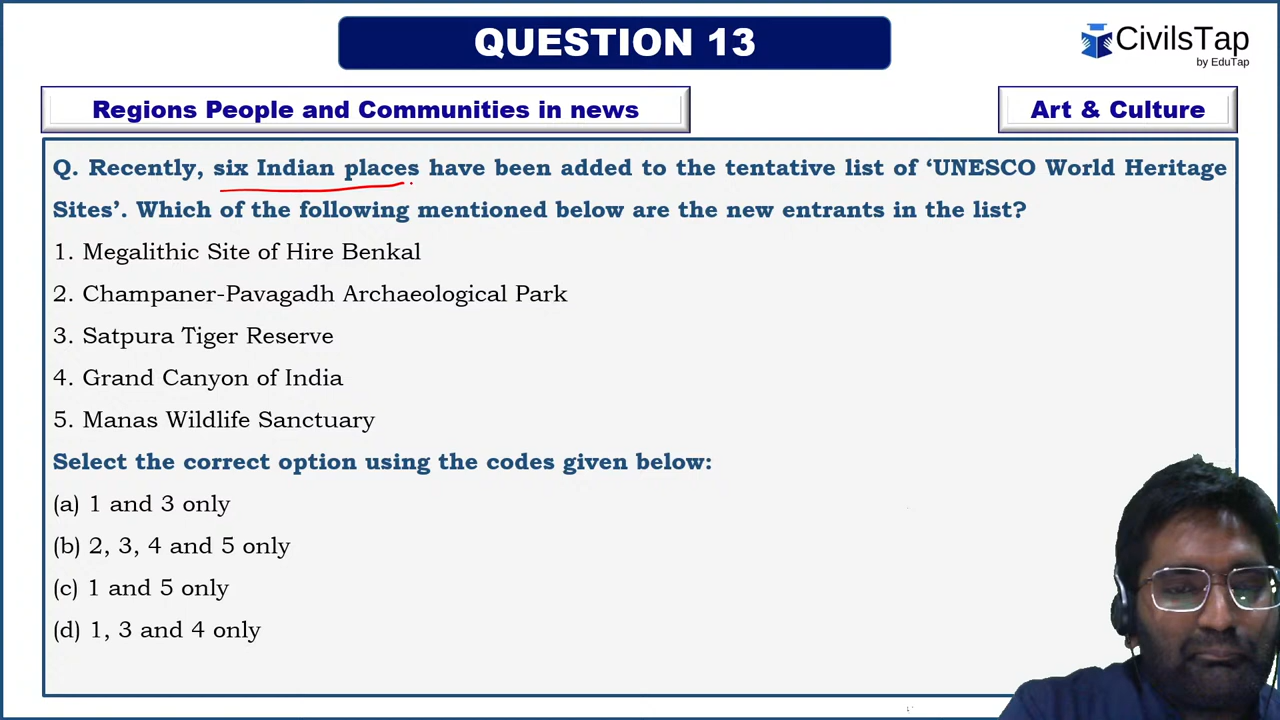 QUESTION 13
CivilsTap
by EduTap
Regions People and Communities in news
Art & Culture
Q. Recently, six Indian places have been added to the tentative list of ‘UNESCO World Heritage
Sites’. Which of the following mentioned below are the new entrants in the list?
1. Megalithic Site of Hire Benkal
2. Champaner-Pavagadh Archaeological Park
3. Satpura Tiger Reserve
4. Grand Canyon of India
5. Manas Wildlife Sanctuary
Select the correct option using the codes given below:
(a) 1 and 3 only
(b) 2, 3, 4 and 5 only
(c) 1 and 5 only
(d) 1, 3 and 4 only